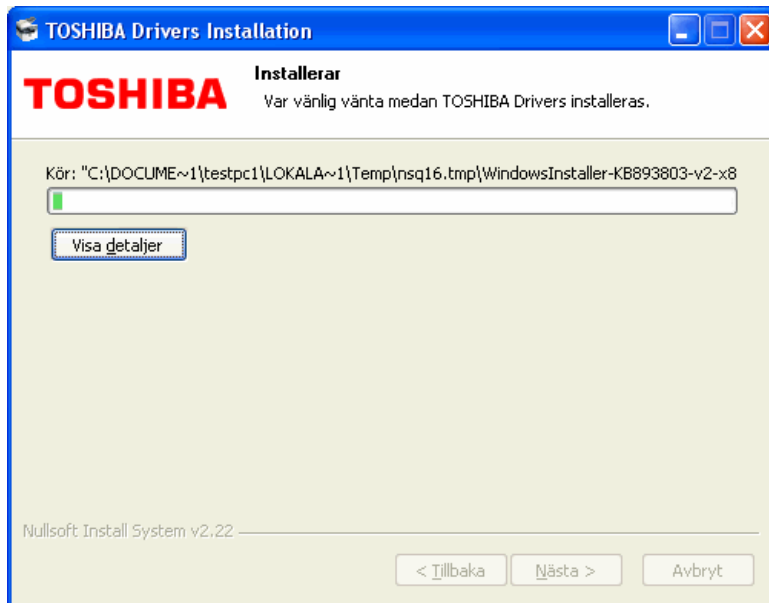 TOSHIBA Drivers Installation
TOSHIBA
Installerar
Var vänlig vänta medan TOSHIBA Drivers installeras.
Kör: "C:\DOCUME~1\testpc1\LOKALA~1\Temp\nsq16.tmp\WindowsInstaller-KB893803-v2-x8
Visa detaljer
Nullsoft Install System v2.22
< Tillbaka
Nästa >
Avbryt